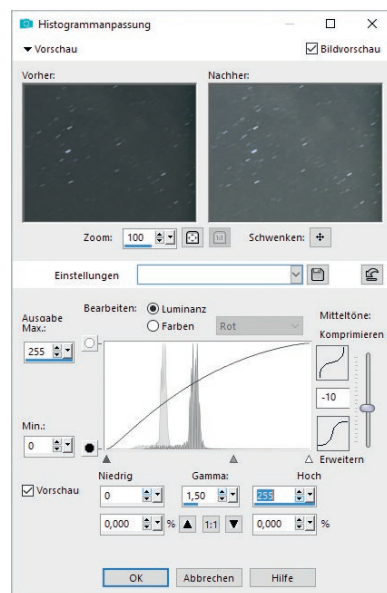 Histogrammanpassung
Vorschau
Bildvorschau
Vorher:
Nachher:
Zoom: 100 1:1 Schwenken:
Einstellungen
Ausgabe
Max.:
255
Bearbeiten: Luminanz
Farben Rot
Mitteltöne:
Komprimieren
-10
Erweitern
Min.:
0
Vorschau
Niedrig Gamma: Hoch
0 1,50 255
0,000 % 1:1 0,000 %
OK Abbrechen Hilfe